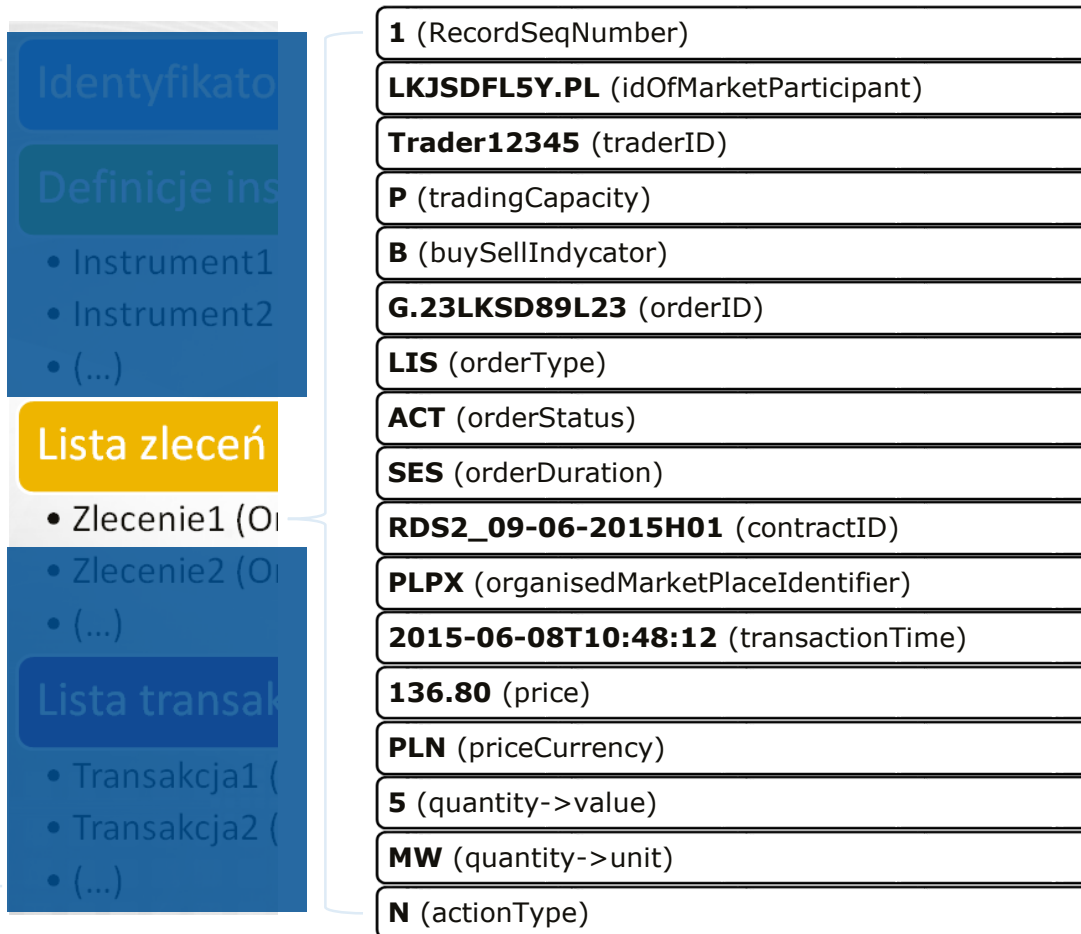 Identyfikato
Definicje ins
• Instrument1
• Instrument2
• (...)
Lista zleceń
• Zlecenie1 (Or
• Zlecenie2 (Or
• (...)
Lista transak
• Transakcja1 (
• Transakcja2 (
• (...)
1 (RecordSeqNumber)
LKJSDFL5Y.PL (idOfMarketParticipant)
Trader12345 (traderID)
P (tradingCapacity)
B (buySellIndycator)
G.23LKSD89L23 (orderID)
LIS (orderType)
ACT (orderStatus)
SES (orderDuration)
RDS2_09-06-2015H01 (contractID)
PLPX (organisedMarketPlaceIdentifier)
2015-06-08T10:48:12 (transactionTime)
136.80 (price)
PLN (priceCurrency)
5 (quantity->value)
MW (quantity->unit)
N (actionType)